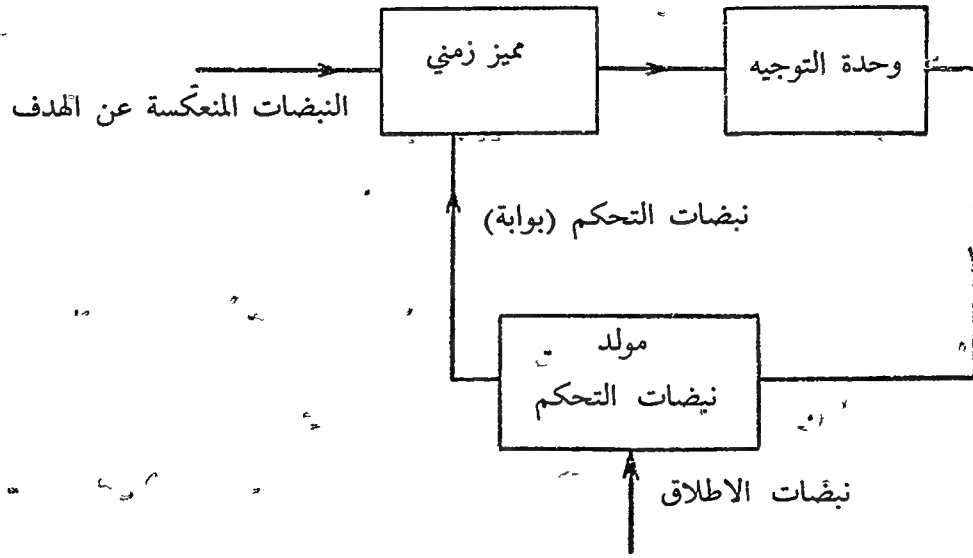 مميز زمني
وحدة التوجيه
النبضات المنعكسة عن الهدف
نبضات التحكم (بوابة)
مولد
نبضات التحكم
نبضات الاطلاق